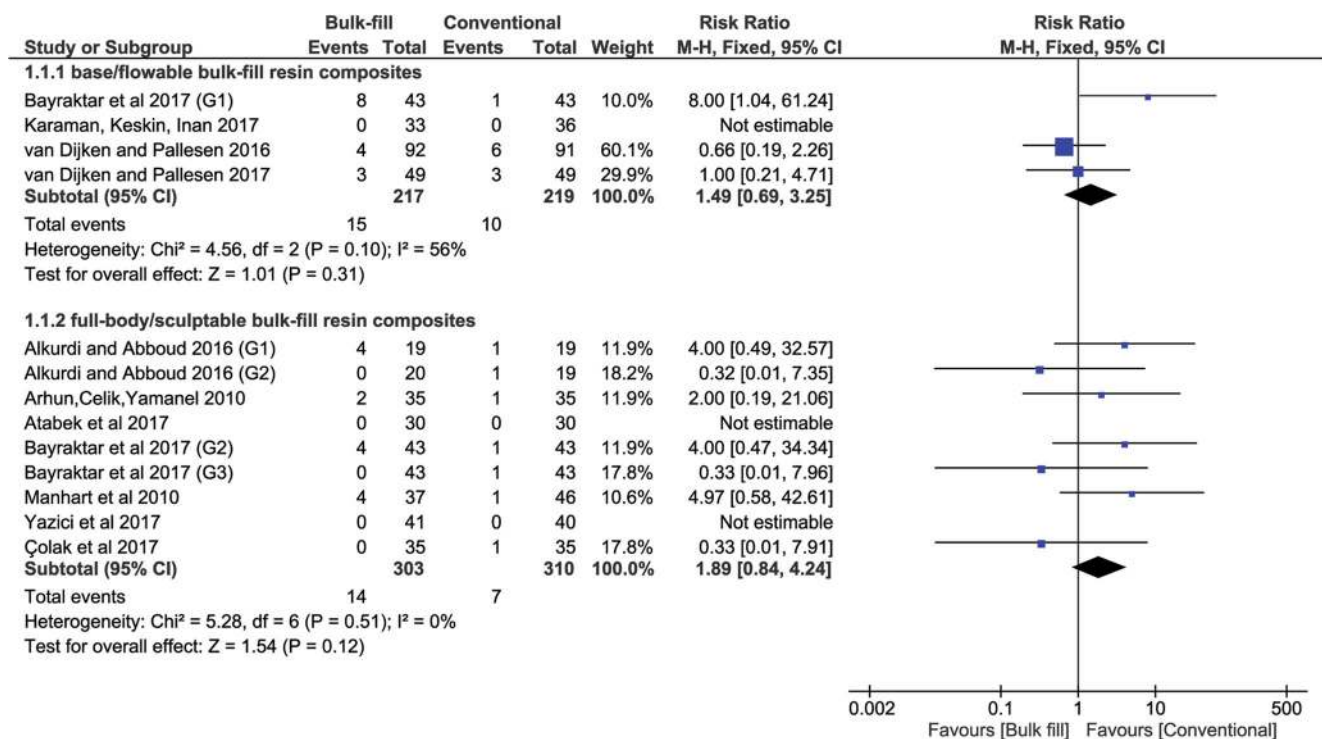 Bulk-fill Conventional Risk Ratio Risk Ratio
Study or Subgroup Events Total Events Total Weight M-H, Fixed, 95% CI M-H, Fixed, 95% CI
1.1.1 base/flowable bulk-fill resin composites
Bayraktar et al 2017 (G1) 8 43 1 43 10.0% 8.00 [1.04, 61.24]
Karaman, Keskin, Inan 2017 0 33 0 36 Not estimable
van Dijken and Pallesen 2016 4 92 6 91 60.1% 0.66 [0.19, 2.26]
van Dijken and Pallesen 2017 3 49 3 49 29.9% 1.00 [0.21, 4.71]
Subtotal (95% CI) 217 219 100.0% 1.49 [0.69, 3.25]
Total events 15 10
Heterogeneity: Chi² = 4.56, df = 2 (P = 0.10); I² = 56%
Test for overall effect: Z = 1.01 (P = 0.31)
1.1.2 full-body/sculptable bulk-fill resin composites
Alkurdi and Abboud 2016 (G1) 4 19 1 19 11.9% 4.00 [0.49, 32.57]
Alkurdi and Abboud 2016 (G2) 0 20 1 19 18.2% 0.32 [0.01, 7.35]
Arhun,Celik,Yamanel 2010 2 35 1 35 11.9% 2.00 [0.19, 21.06]
Atabek et al 2017 0 30 0 30 Not estimable
Bayraktar et al 2017 (G2) 4 43 1 43 11.9% 4.00 [0.47, 34.34]
Bayraktar et al 2017 (G3) 0 43 1 43 17.8% 0.33 [0.01, 7.96]
Manhart et al 2010 4 37 1 46 10.6% 4.97 [0.58, 42.61]
Yazici et al 2017 0 41 0 40 Not estimable
Çolak et al 2017 0 35 1 35 17.8% 0.33 [0.01, 7.91]
Subtotal (95% CI) 303 310 100.0% 1.89 [0.84, 4.24]
Total events 14 7
Heterogeneity: Chi² = 5.28, df = 6 (P = 0.51); I² = 0%
Test for overall effect: Z = 1.54 (P = 0.12)
0.002 0.1 1 10 500
Favours [Bulk fill] Favours [Conventional]